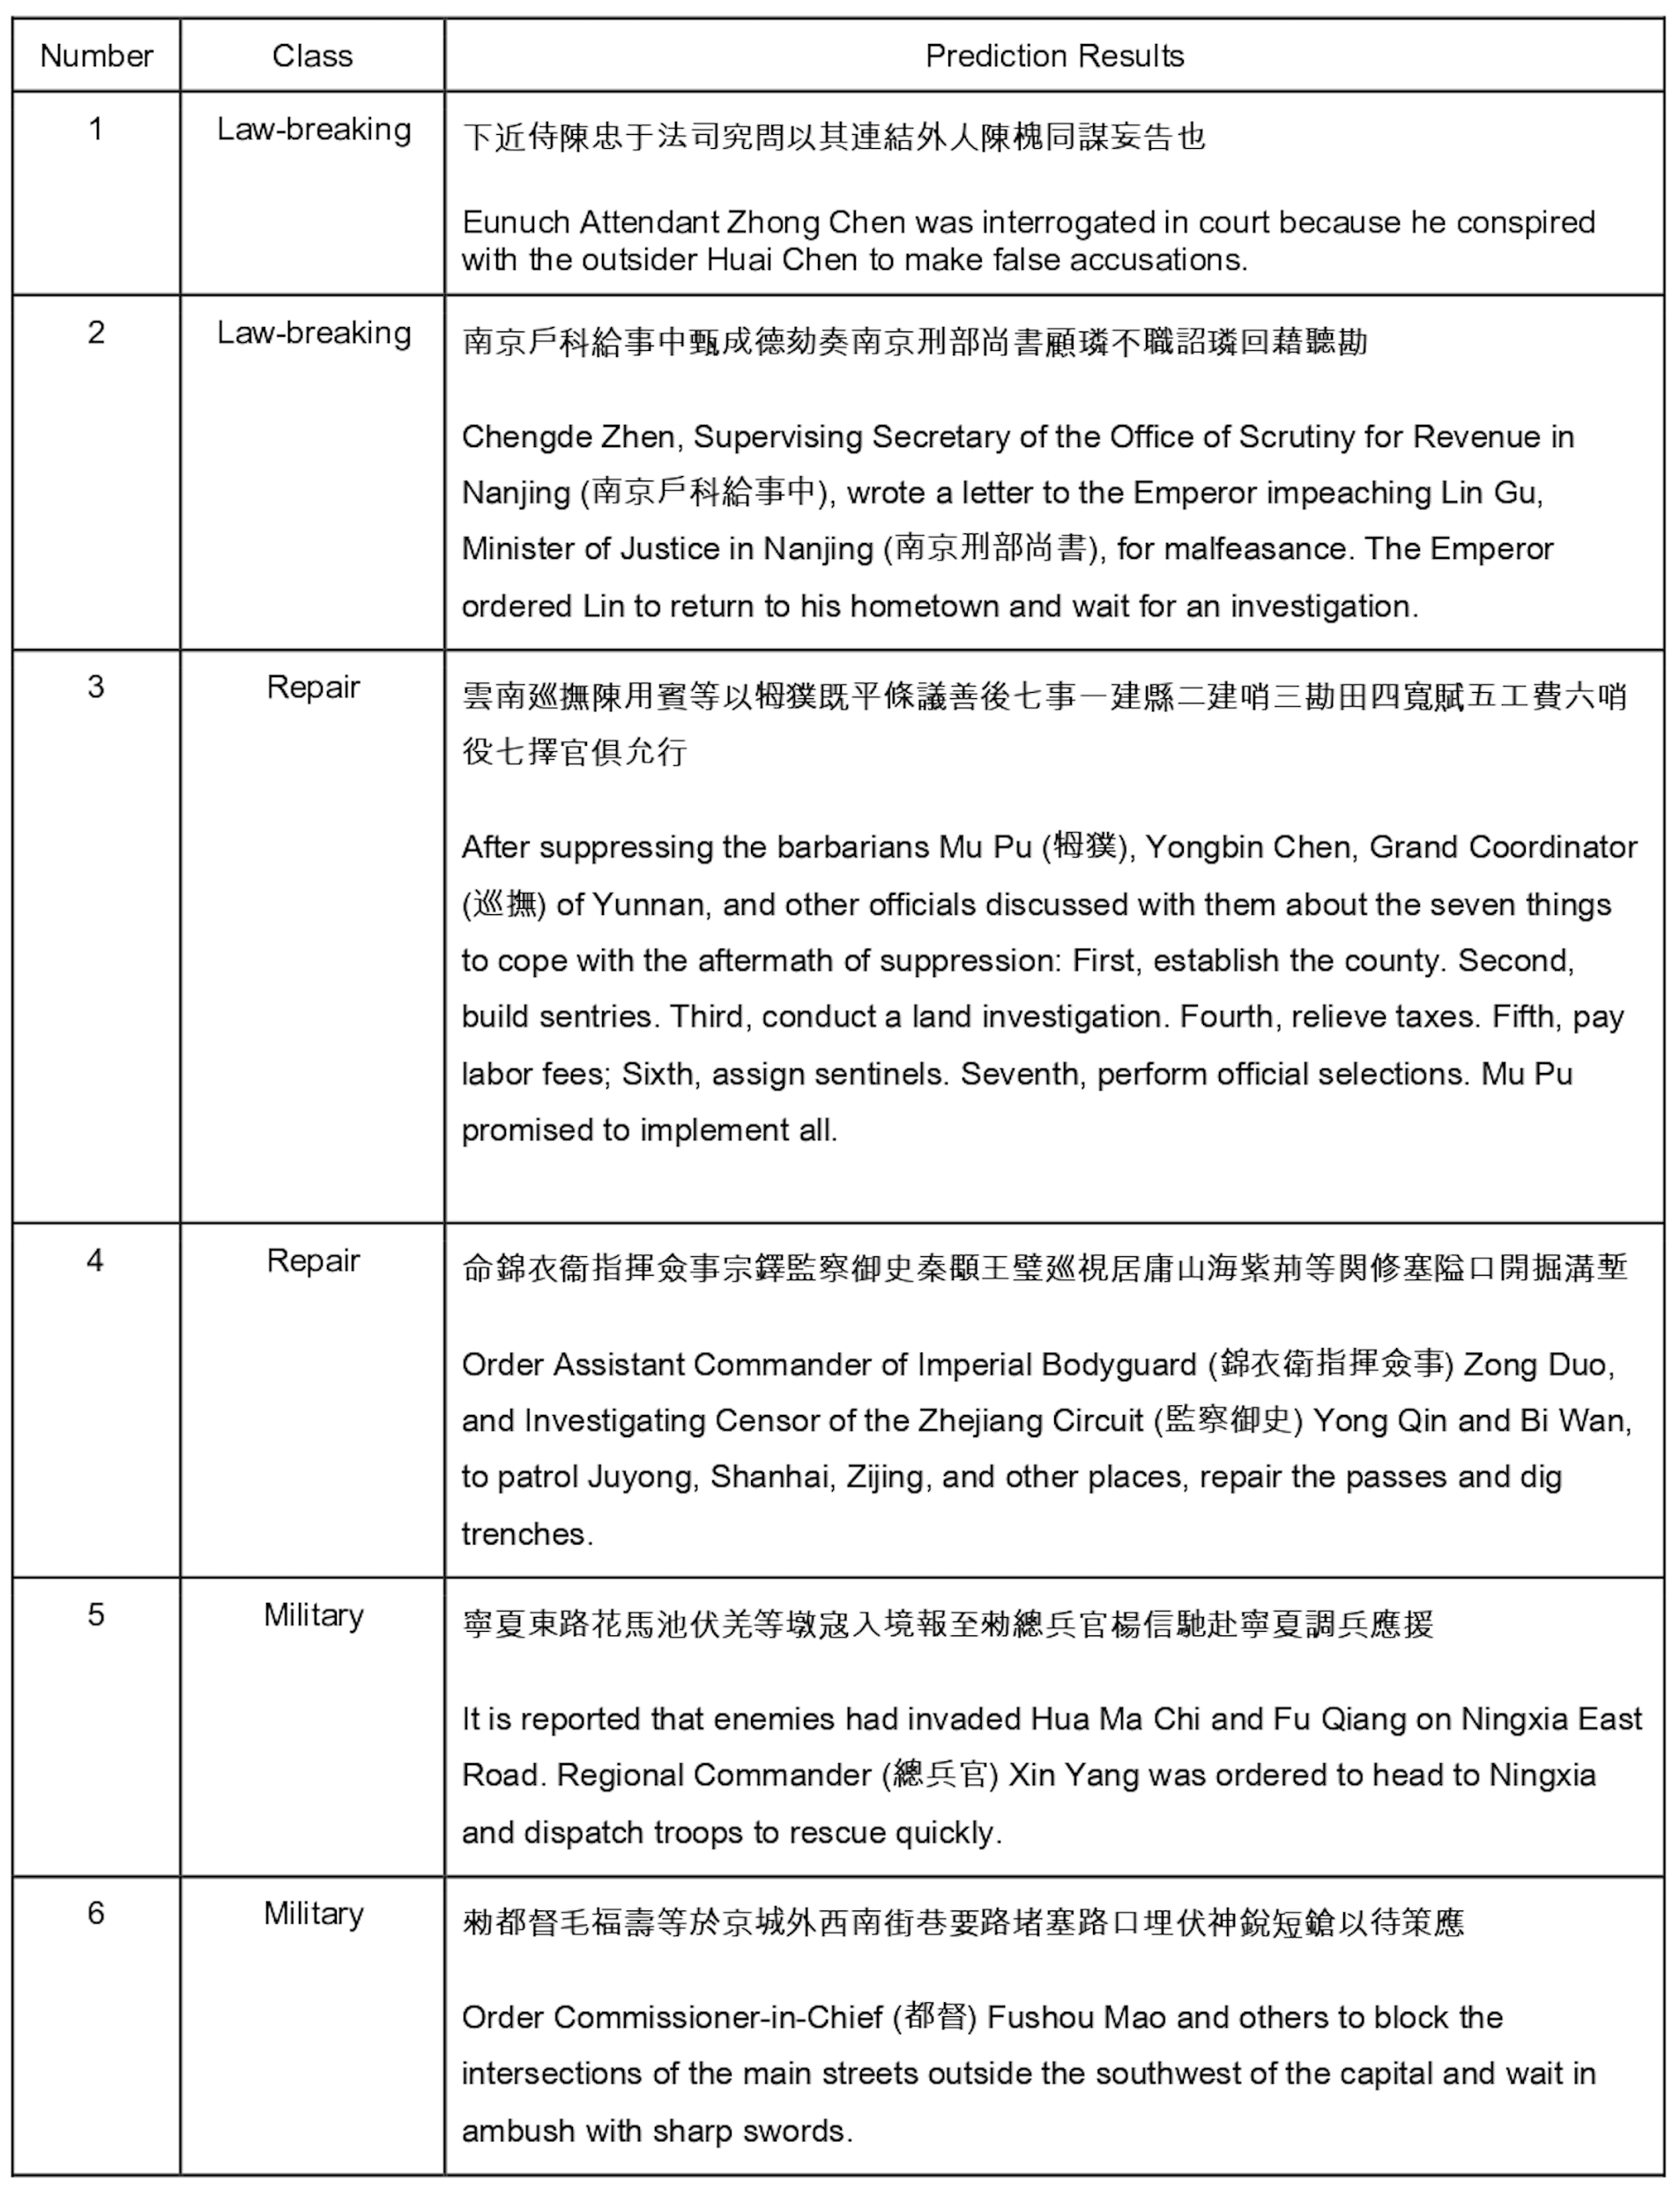 Number Class Prediction Results
1 Law-breaking 下近侍陳忠于法司究問以其連結外人陳槐同謀妄告也
Eunuch Attendant Zhong Chen was interrogated in court because he conspired
with the outsider Huai Chen to make false accusations.
2 Law-breaking 南京戶科給事中甄成德劾奏南京刑部尚書顧璘不職詔璘回藉聽勘
Chengde Zhen, Supervising Secretary of the Office of Scrutiny for Revenue in
Nanjing (南京戶科給事中), wrote a letter to the Emperor impeaching Lin Gu,
Minister of Justice in Nanjing (南京刑部尚書), for malfeasance. The Emperor
ordered Lin to return to his hometown and wait for an investigation.
3 Repair 雲南廵撫陳用賓等以牳獛既平條議善後七事一建縣二建哨三勘田四寬賦五工費六哨
役七擇官俱允行
After suppressing the barbarians Mu Pu (牳獛), Yongbin Chen, Grand Coordinator
(巡撫) of Yunnan, and other officials discussed with them about the seven things
to cope with the aftermath of suppression: First, establish the county. Second,
build sentries. Third, conduct a land investigation. Fourth, relieve taxes. Fifth, pay
labor fees; Sixth, assign sentinels. Seventh, perform official selections. Mu Pu
promised to implement all.
4 Repair 命錦衣衞指揮僉事宗鐸監察御史秦顒王璧廵視居庸山海紫荊等関修塞隘口開掘溝塹
Order Assistant Commander of Imperial Bodyguard (錦衣衛指揮僉事) Zong Duo,
and Investigating Censor of the Zhejiang Circuit (監察御史) Yong Qin and Bi Wan,
to patrol Juyong, Shanhai, Zijing, and other places, repair the passes and dig
trenches.
5 Military 寧夏東路花馬池伏羌等墩寇入境報至勑總兵官楊信馳赴寧夏調兵應援
It is reported that enemies had invaded Hua Ma Chi and Fu Qiang on Ningxia East
Road. Regional Commander (總兵官) Xin Yang was ordered to head to Ningxia
and dispatch troops to rescue quickly.
6 Military 勑都督毛福壽等於京城外西南街巷要路堵塞路口埋伏神銳短鎗以待策應
Order Commissioner-in-Chief (都督) Fushou Mao and others to block the
intersections of the main streets outside the southwest of the capital and wait in
ambush with sharp swords.